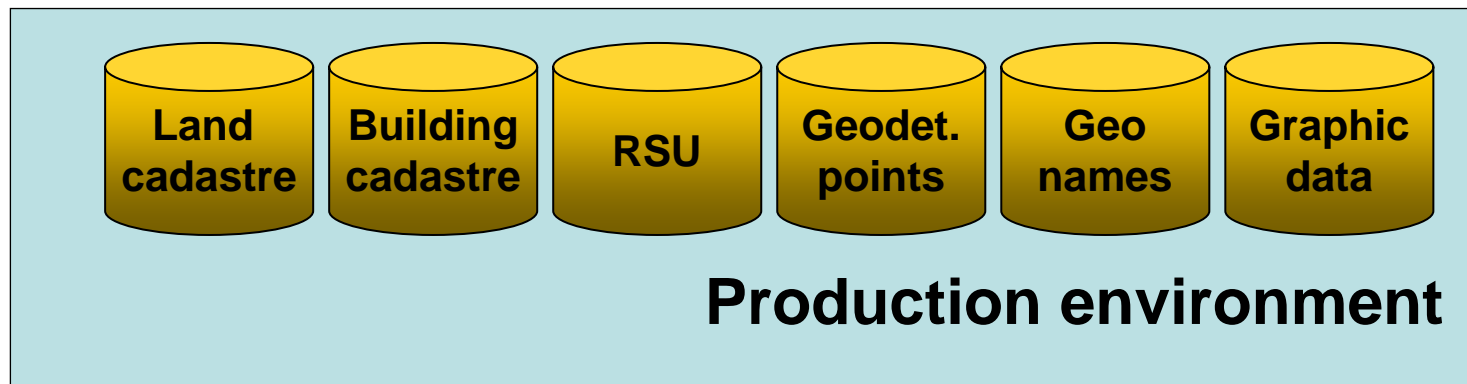 Land
cadastre
Building
cadastre
RSU
Geodet.
points
Geo
names
Graphic
data
Production environment